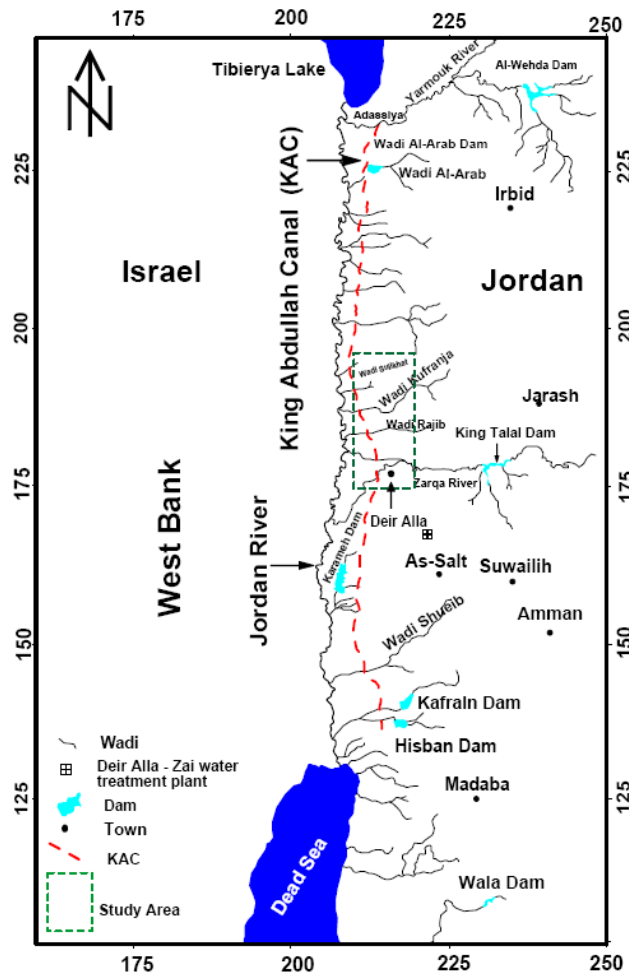 175
200
225
250
Tibierya Lake
Yarmouk River
Al-Wehda Dam
Adassiya
N
225
King Abdullah Canal (KAC)
Wadi Al-Arab Dam
Wadi Al-Arab
225
Irbid
Israel
Jordan
200
200
Wadi Kufranja
Jarash
Wadi Rajib
King Talal Dam
175
Zarqa River
175
West Bank
Deir Alla
Jordan River
Karameh Dam
As-Salt
Suwailih
Amman
150
Wadi Shueib
150
Kafraln Dam
Hisban Dam
Wadi
Deir Alla - Zai water
treatment plant
125
Dam
Madaba
125
Town
KAC
Dead Sea
Wala Dam
Study Area
175
200
225
250